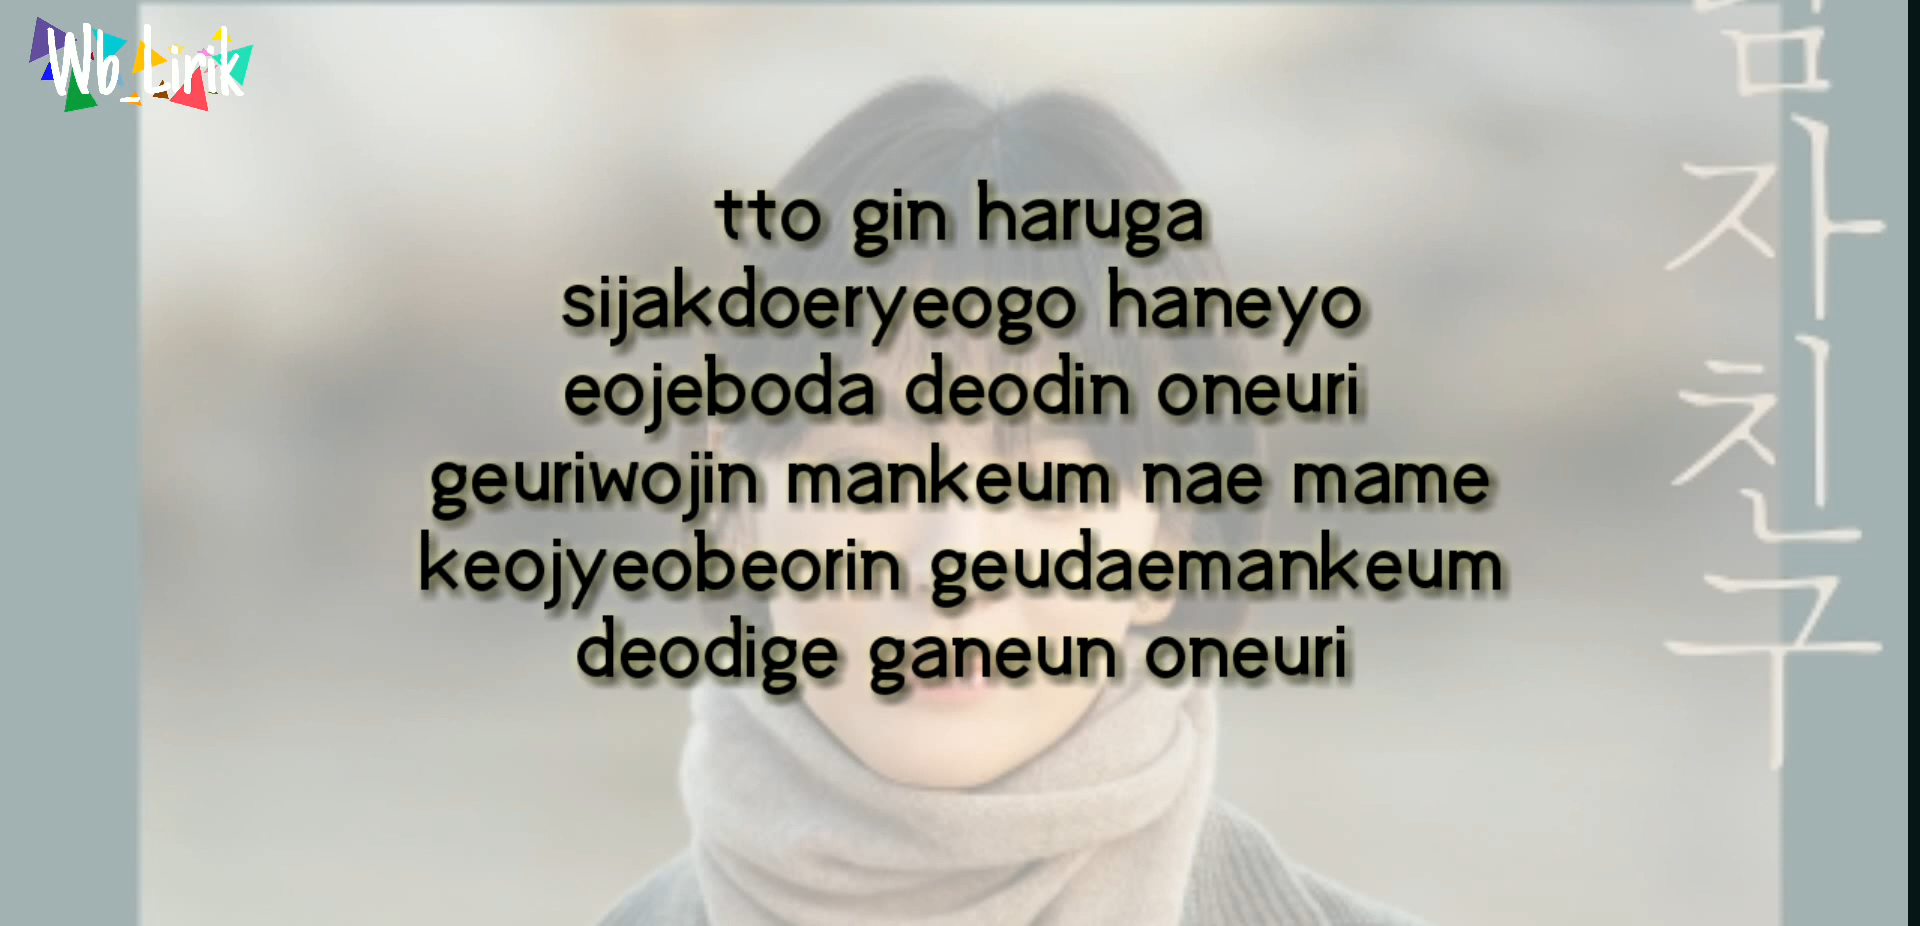 Wb_Lirik
tto gin haruga
sijakdoeryeogo haneyo
eojeboda deodin oneuri
geuriwojin mankeum nae mame
keojyeobeorin geudaemankeum
deodige ganeun oneuri
자친구